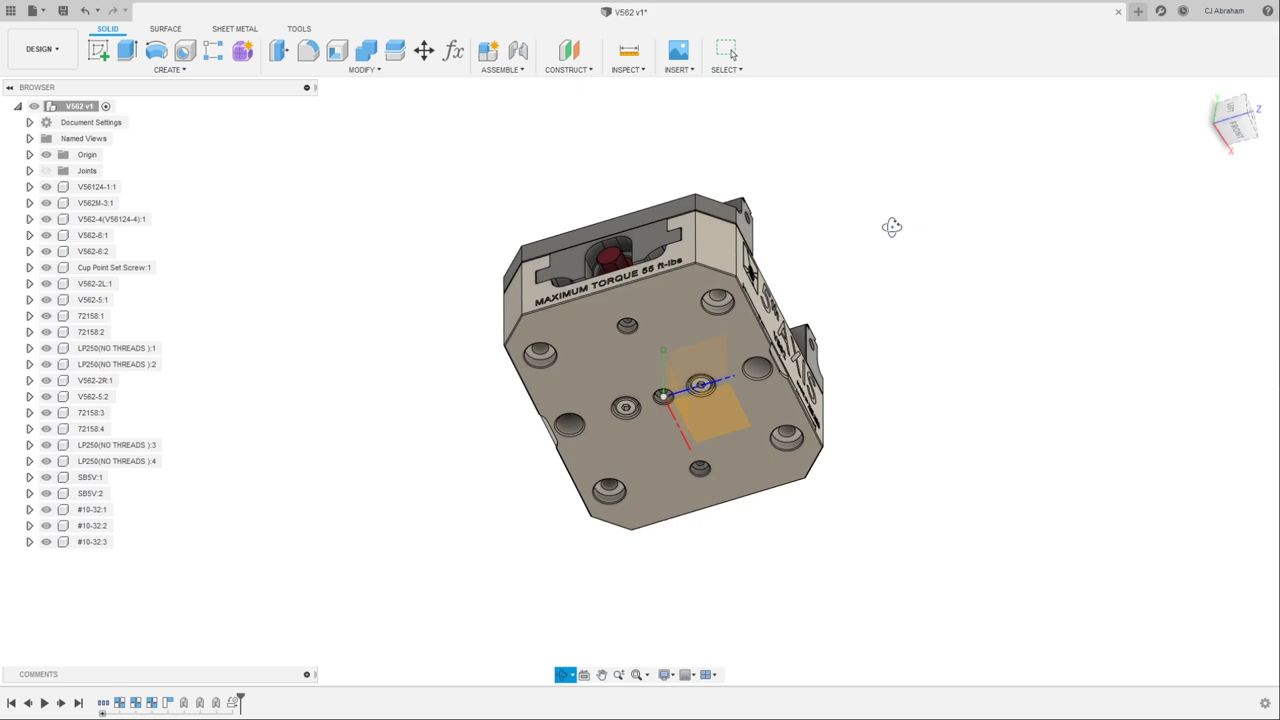 V562 v1*
CJ Abraham
DESIGN
SOLID
SURFACE
SHEET METAL
TOOLS
CREATE
MODIFY
ASSEMBLE
CONSTRUCT
INSPECT
INSERT
SELECT
BROWSER
V562 v1
Document Settings
Named Views
Origin
Joints
V56124-1:1
V562M-3:1
V562-4(V56124-4):1
V562-6:1
V562-6:2
Cup Point Set Screw:1
V562-2L:1
V562-5:1
72158:1
72158:2
LP250(NO THREADS ):1
LP250(NO THREADS ):2
V562-2R:1
V562-5:2
72158:3
72158:4
LP250(NO THREADS ):3
LP250(NO THREADS ):4
SB5V:1
SB5V:2
#10-32:1
#10-32:2
#10-32:3
MAXIMUM TORQUE 55 ft-lbs
Y
Z
X
FRONT
COMMENTS